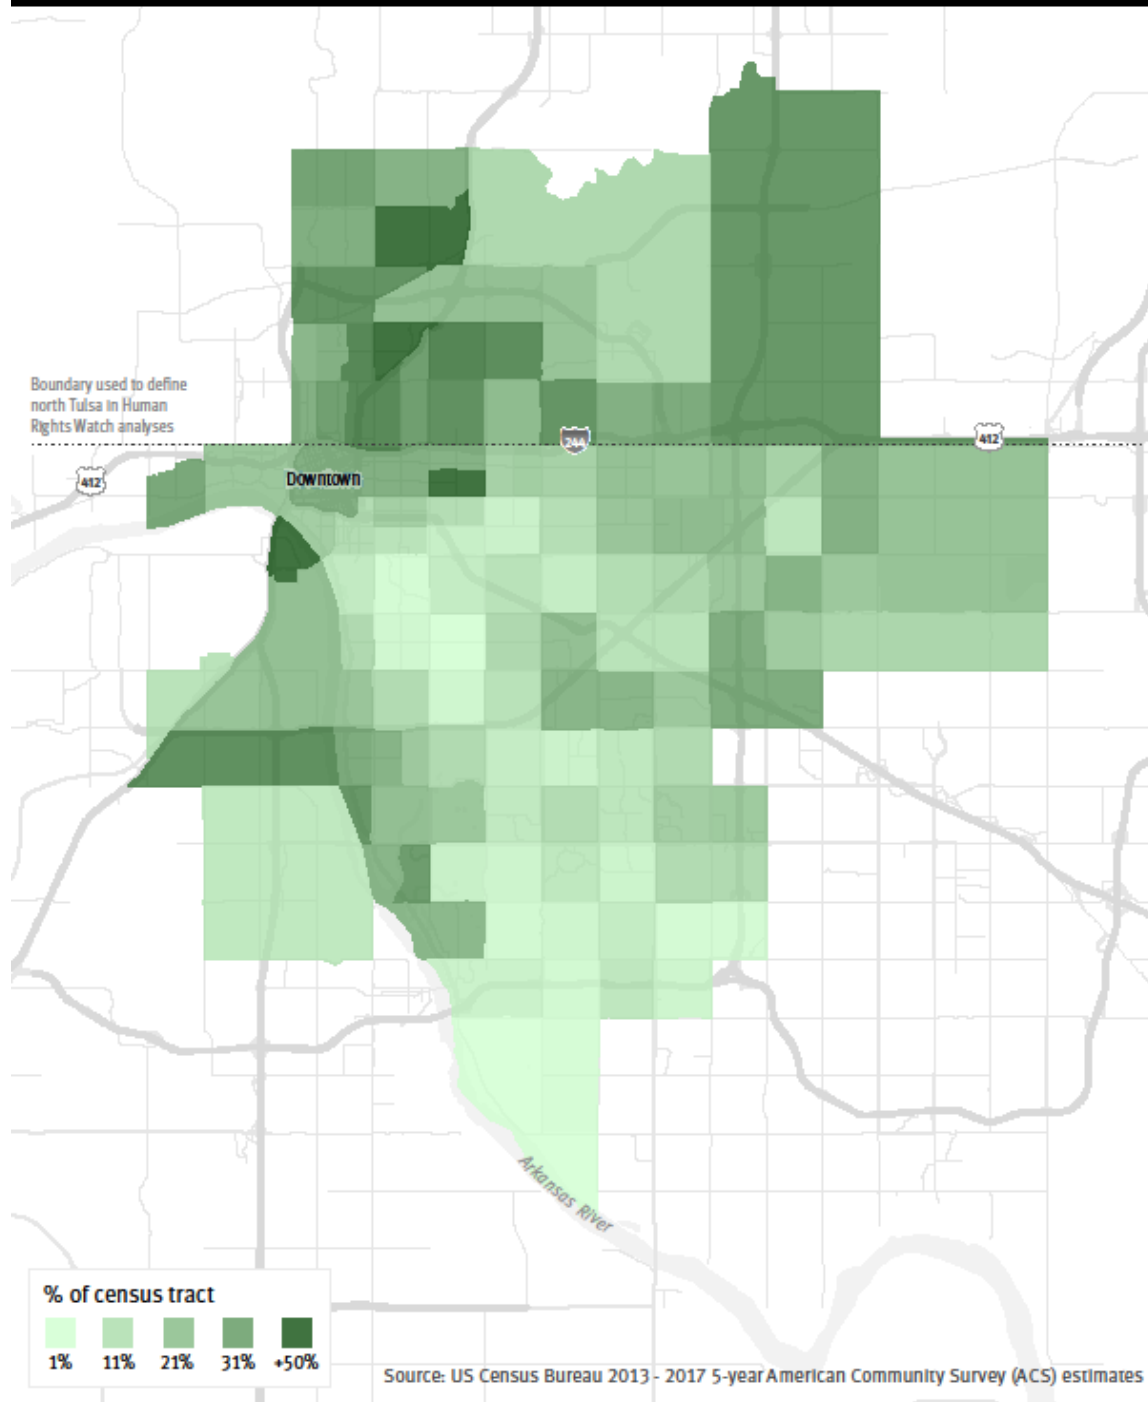 Boundary used to define
north Tulsa in Human
Rights Watch analyses
244
412
412
Downtown
Arkansas River
% of census tract
1% 11% 21% 31% +50%
Source: US Census Bureau 2013 - 2017 5-year American Community Survey (ACS) estimates